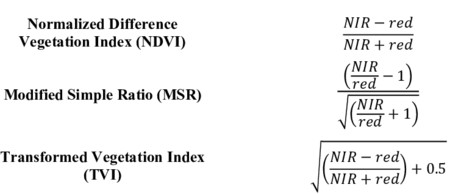 Normalized Difference
Vegetation Index (NDVI)
NIR − red
NIR + red
Modified Simple Ratio (MSR)
(NIR/red − 1)
√(NIR/red + 1)
Transformed Vegetation Index
(TVI)
√((NIR − red)/(NIR + red)) + 0.5